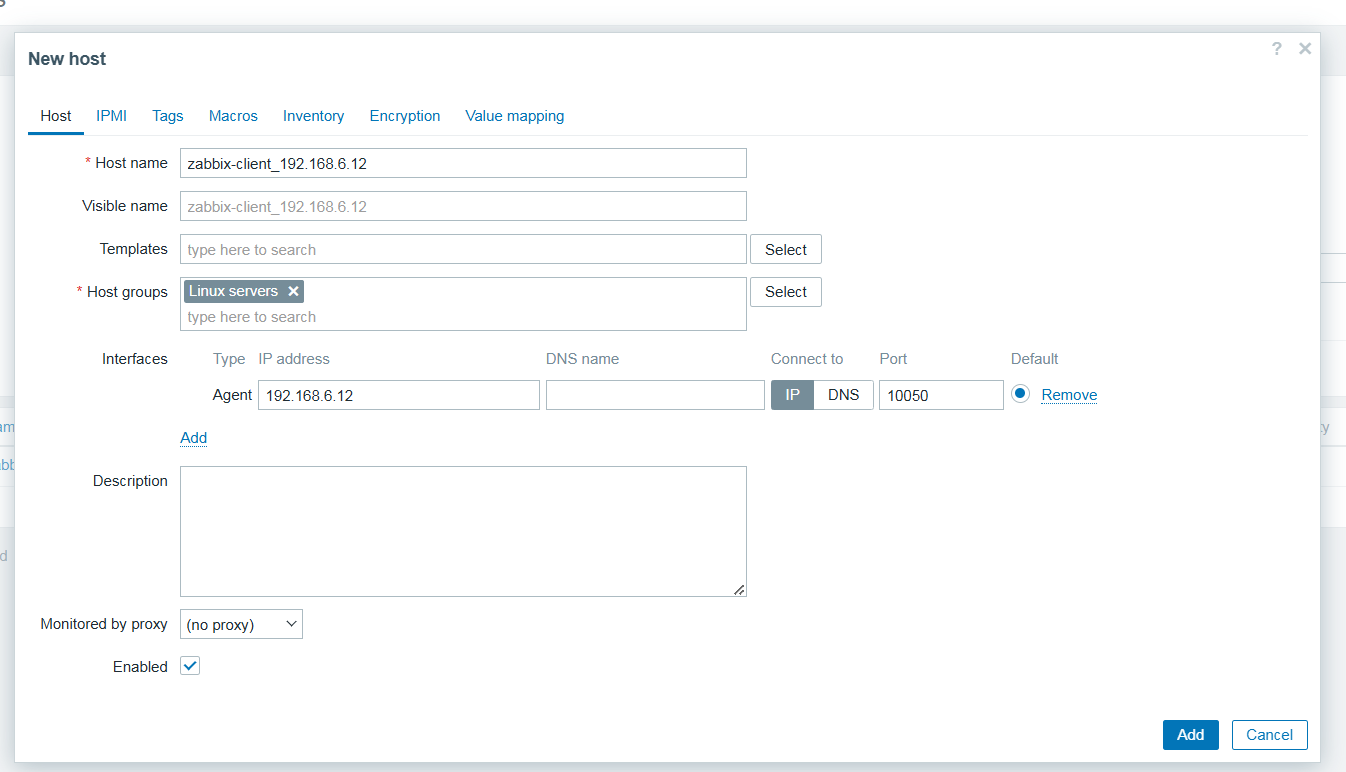 New host
? ×
Host IPMI Tags Macros Inventory Encryption Value mapping
* Host name zabbix-client_192.168.6.12
Visible name zabbix-client_192.168.6.12
Templates type here to search Select
* Host groups Linux servers × Select
type here to search
Interfaces Type IP address DNS name Connect to Port Default
Agent 192.168.6.12 IP DNS 10050 Remove
Add
Description
Monitored by proxy (no proxy)
Enabled
Add Cancel